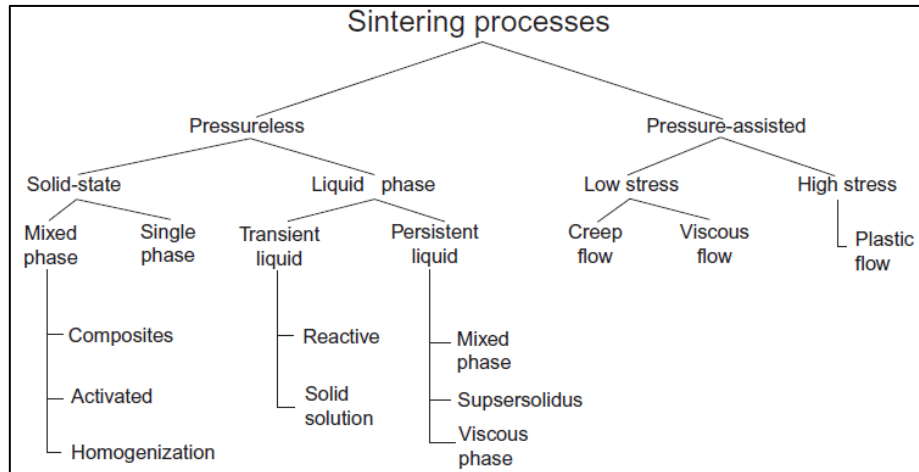 Sintering processes
Pressureless
Pressure-assisted
Solid-state
Liquid phase
Low stress
High stress
Mixed
phase
Single
phase
Transient
liquid
Persistent
liquid
Creep
flow
Viscous
flow
Plastic
flow
Composites
Activated
Homogenization
Reactive
Solid
solution
Mixed
phase
Supsersolidus
Viscous
phase